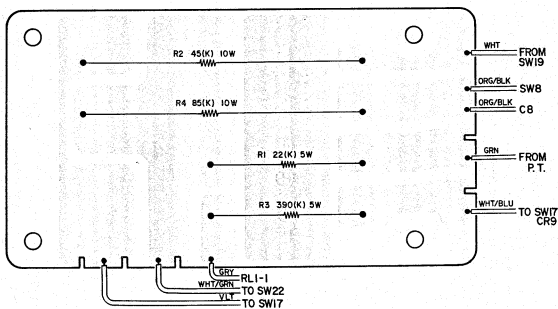 R2 45(K) 10W
R4 85(K) 10W
R1 22(K) 5W
R3 390(K) 5W
WHT
FROM
SW19
ORG/BLK
SW8
ORG/BLK
C8
GRN
FROM
P.T.
WHT/BLU
TO SW17
CR9
GRY
RL1-1
WHT/GRN
TO SW22
VLT
TO SW17